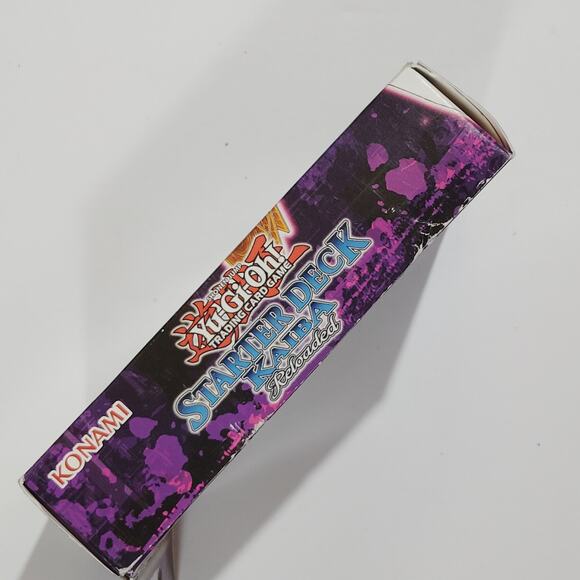 Yu-Gi-Oh!
TRADING CARD GAME
STARTER DECK
KAIBA
Reloaded
KONAMI